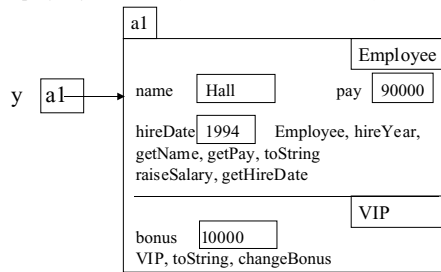 a1
Employee
name Hall pay 90000
y a1
hireDate 1994 Employee, hireYear,
getName, getPay, toString
raiseSalary, getHireDate
VIP
bonus 10000
VIP, toString, changeBonus